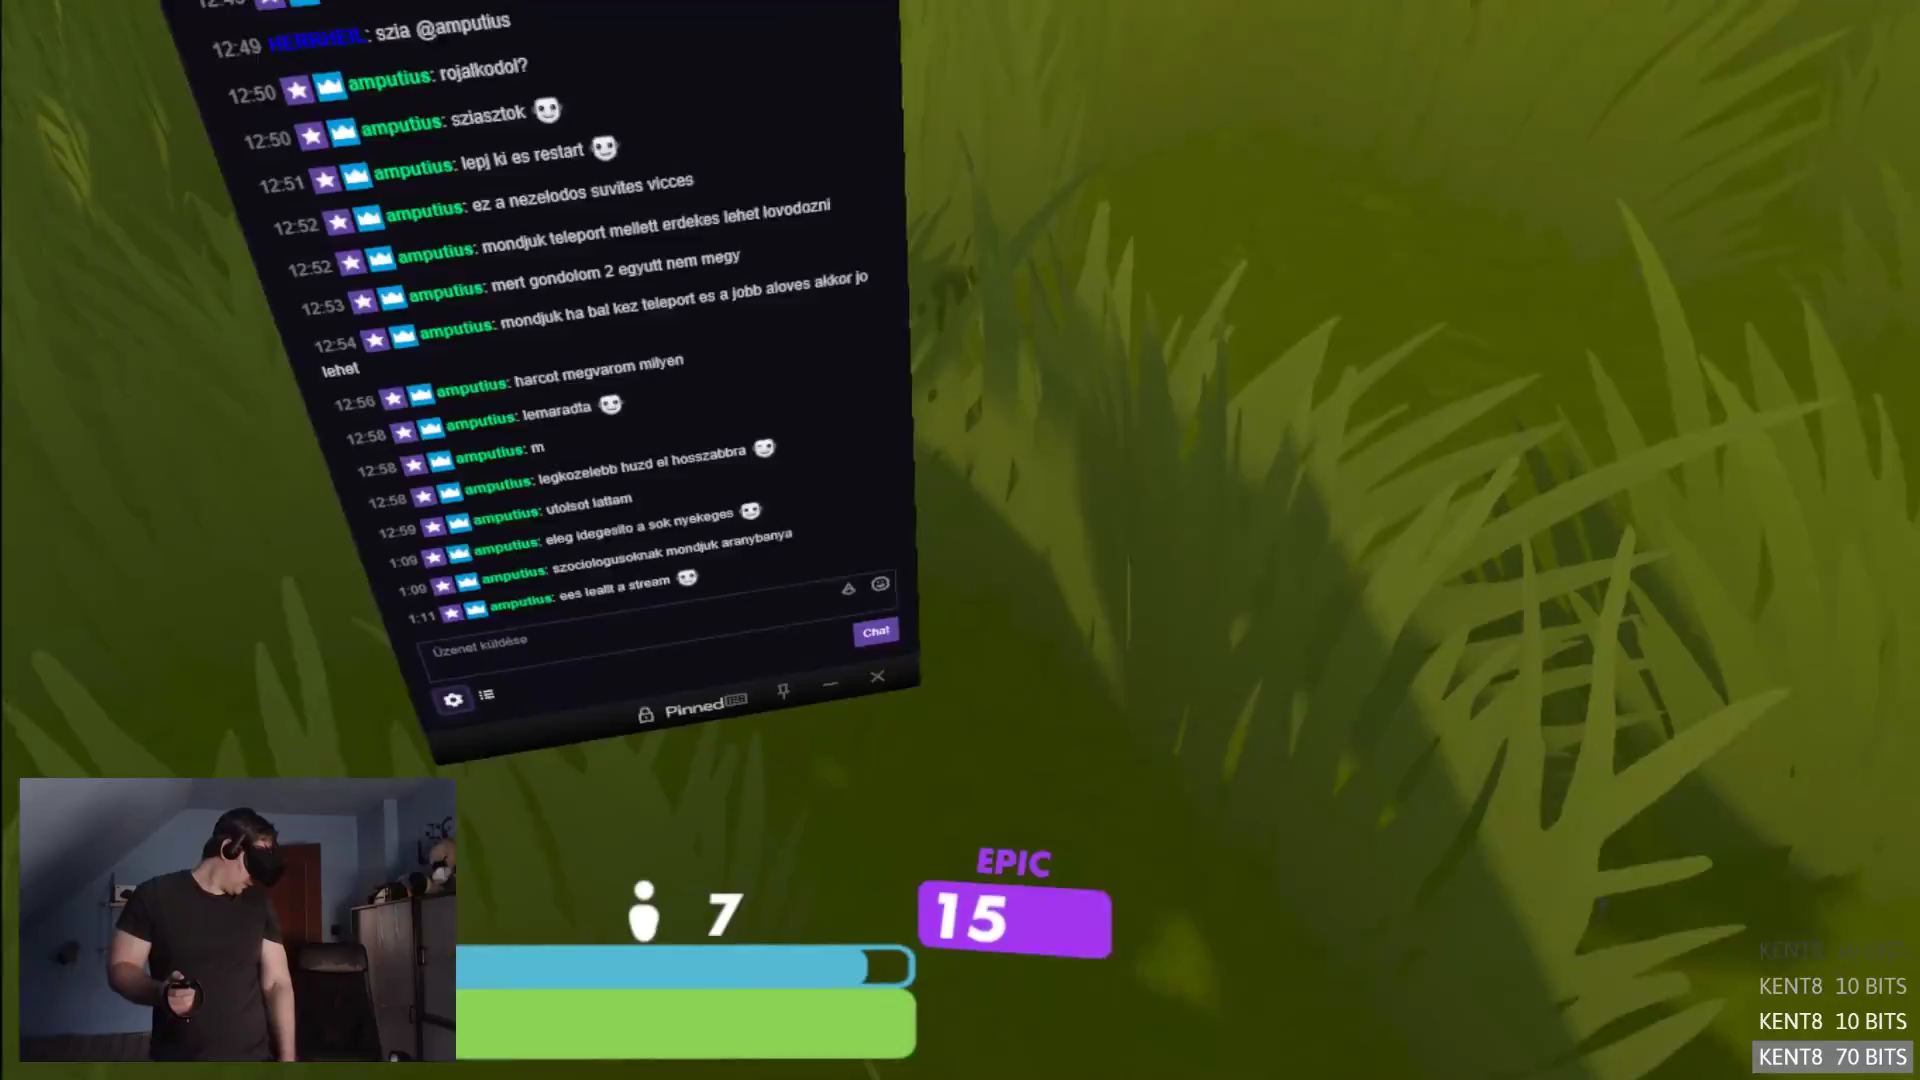 12:49 HERRHEIL: szia @amputius
12:50 amputius: rojalkodol?
12:50 amputius: sziasztok
12:51 amputius: lepj ki es restart
12:52 amputius: ez a nezelodos suvites vicces
12:52 amputius: mondjuk teleport mellett erdekes lehet lovodozni
12:53 amputius: mert gondolom 2 egyutt nem megy
12:54 amputius: mondjuk ha bal kez teleport es a jobb aloves akkor jo
lehet
12:56 amputius: harcot megvarom milyen
12:58 amputius: lemaradta
12:58 amputius: m
12:58 amputius: legkozelebb huzd el hosszabbra
12:59 amputius: utolsot lattam
1:09 amputius: eleg idegesito a sok nyekeges
1:09 amputius: szociologusoknak mondjuk aranybanya
1:11 amputius: ees leallt a stream
Üzenet küldése
Chat
Pinned
EPIC
7
15
KENT8
KENT8 10 BITS
KENT8 10 BITS
KENT8 70 BITS